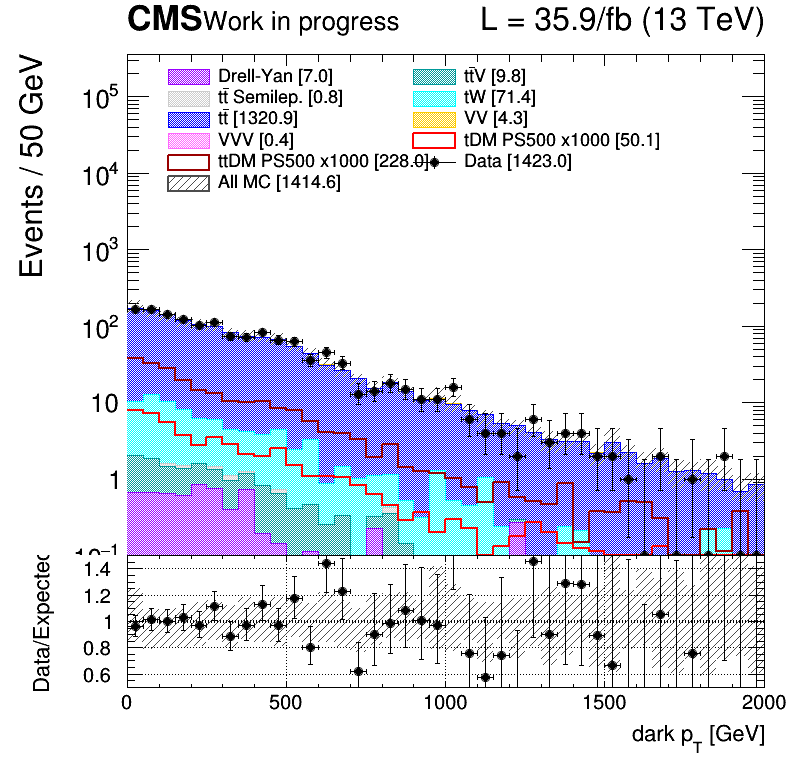 CMS Work in progress L = 35.9/fb (13 TeV)
Events / 50 GeV
Drell-Yan [7.0] tt̄V [9.8]
tt̄ Semilep. [0.8] tW [71.4]
tt̄ [1320.9] VV [4.3]
VVV [0.4] tDM PS500 x1000 [50.1]
ttDM PS500 x1000 [228.0] Data [1423.0]
All MC [1414.6]
10⁵
10⁴
10³
10²
10
1
10⁻¹
Data/Expected
1.4
1.2
1
0.8
0.6
0 500 1000 1500 2000
dark p_T [GeV]